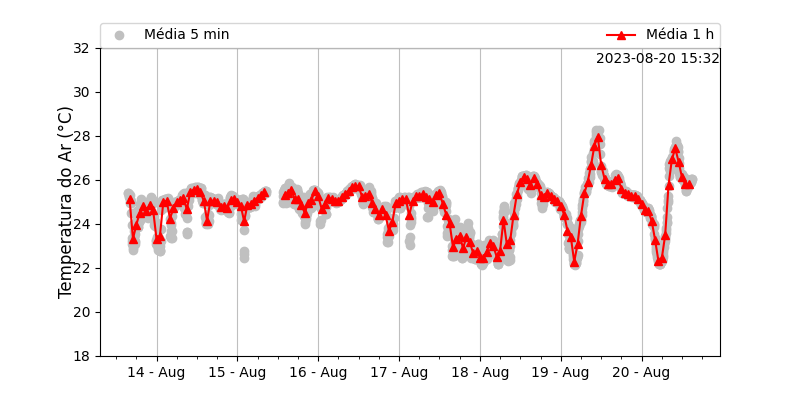 Média 5 min
Média 1 h
2023-08-20 15:32
Temperatura do Ar (°C)
32
30
28
26
24
22
20
18
14 - Aug
15 - Aug
16 - Aug
17 - Aug
18 - Aug
19 - Aug
20 - Aug